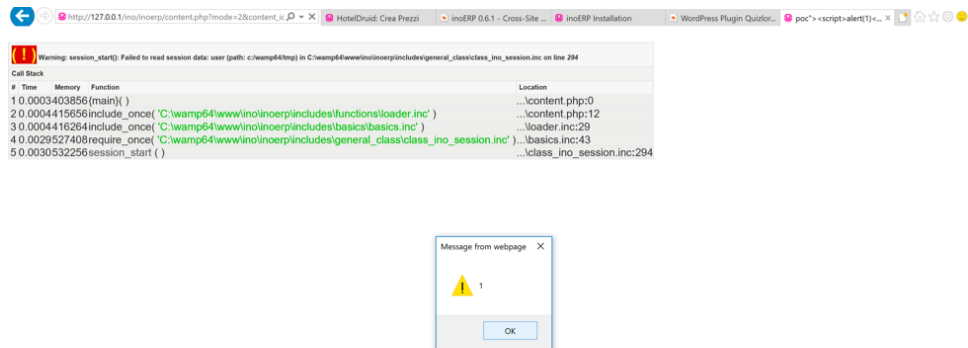 http://127.0.0.1/ino/inoerp/content.php?mode=2&content_ic
HotelDruid: Crea Prezzi
inoERP 0.6.1 - Cross-Site ...
inoERP Installation
WordPress Plugin Quizlor...
poc"> <script>alert(1)<...
( ! ) Warning: session_start(): Failed to read session data: user (path: c:/wamp64/tmp) in C:\wamp64\www\ino\inoerp\includes\general_class\class_ino_session.inc on line 294
Call Stack
# Time Memory Function Location
1 0.0003 403856 {main}( ) ...\content.php:0
2 0.0004 415656 include_once( 'C:\wamp64\www\ino\inoerp\includes\functions\loader.inc' ) ...\content.php:12
3 0.0004 416264 include_once( 'C:\wamp64\www\ino\inoerp\includes\basics\basics.inc' ) ...\loader.inc:29
4 0.0029 527408 require_once( 'C:\wamp64\www\ino\inoerp\includes\general_class\class_ino_session.inc' ) ...\basics.inc:43
5 0.0030 532256 session_start ( ) ...\class_ino_session.inc:294
Message from webpage
1
OK